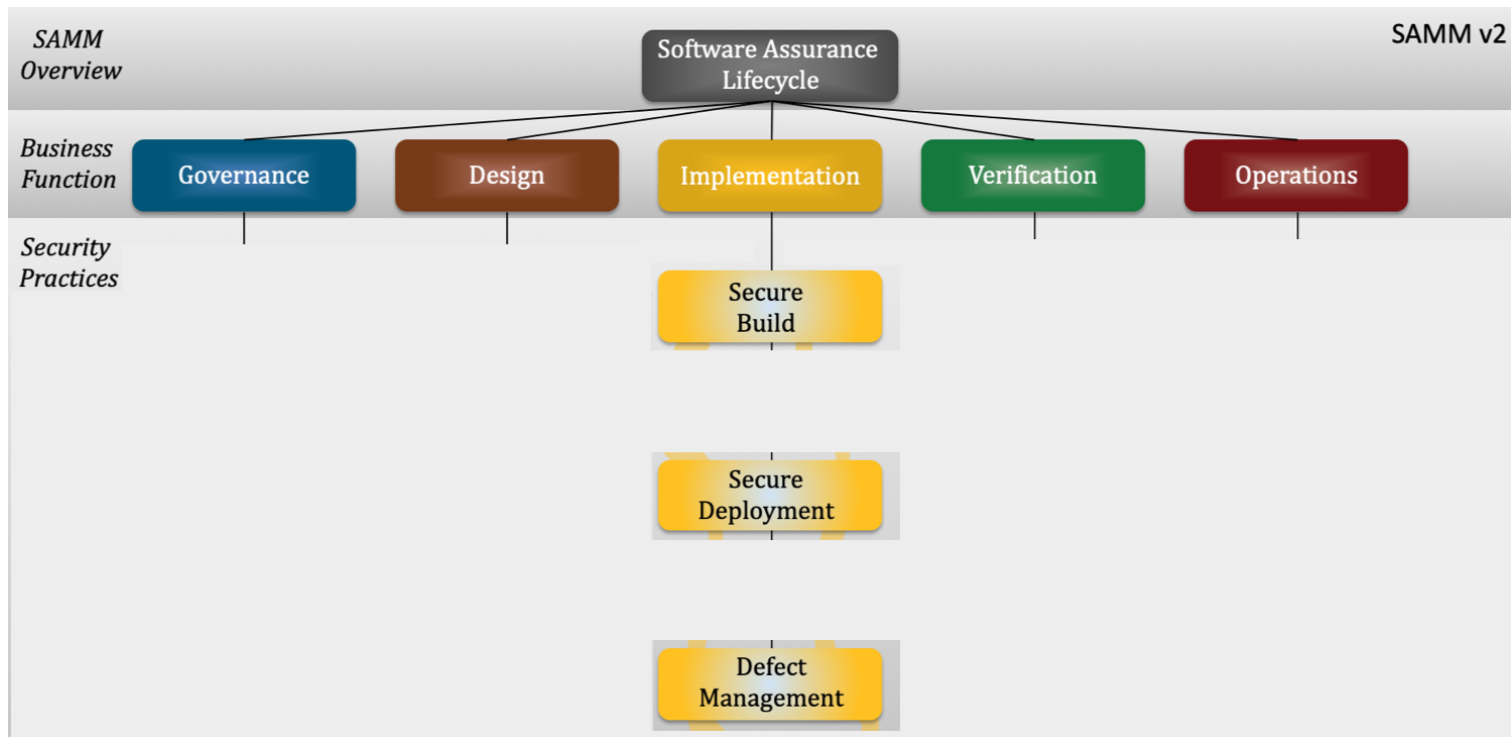 SAMM
Overview
Software Assurance
Lifecycle
SAMM v2
Business
Function
Governance
Design
Implementation
Verification
Operations
Security
Practices
Secure
Build
Secure
Deployment
Defect
Management